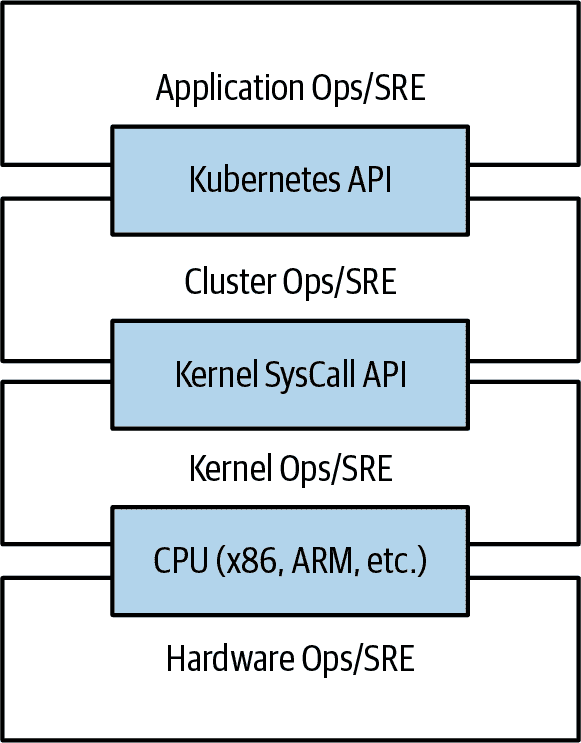 Application Ops/SRE
Kubernetes API
Cluster Ops/SRE
Kernel SysCall API
Kernel Ops/SRE
CPU (x86, ARM, etc.)
Hardware Ops/SRE